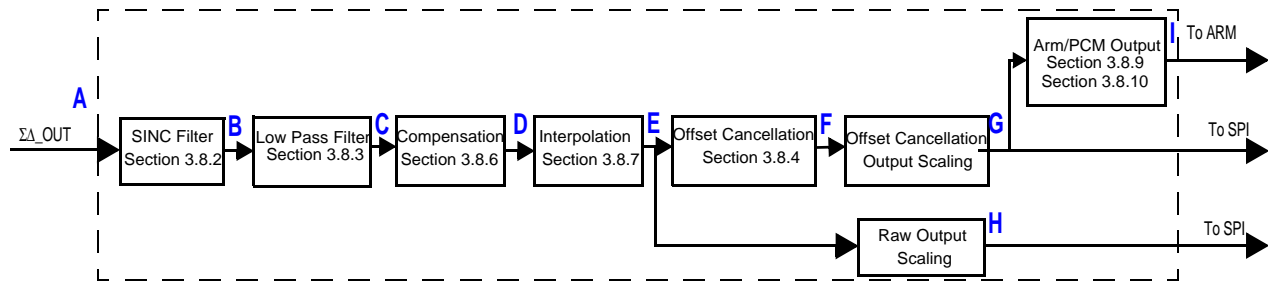 A
ΣΔ_OUT
SINC Filter
Section 3.8.2
B
Low Pass Filter
Section 3.8.3
C
Compensation
Section 3.8.6
D
Interpolation
Section 3.8.7
E
Offset Cancellation
Section 3.8.4
F
Offset Cancellation
Output Scaling
G
Arm/PCM Output
Section 3.8.9
Section 3.8.10
I
To ARM
To SPI
Raw Output
Scaling
H
To SPI